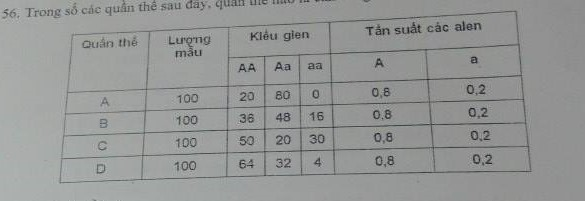 56. Trong số các quần thể sau đây, quần thể
Quần thể Lượng mẫu Kiểu gien Tần suất các alen
AA Aa aa A a
A 100 20 80 0 0,8 0,2
B 100 36 48 16 0,8 0,2
C 100 50 20 30 0,8 0,2
D 100 64 32 4 0,8 0,2